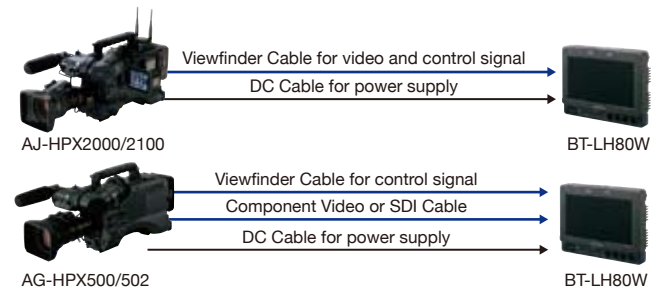 Viewfinder Cable for video and control signal
DC Cable for power supply
AJ-HPX2000/2100
BT-LH80W
Viewfinder Cable for control signal
Component Video or SDI Cable
DC Cable for power supply
AG-HPX500/502
BT-LH80W